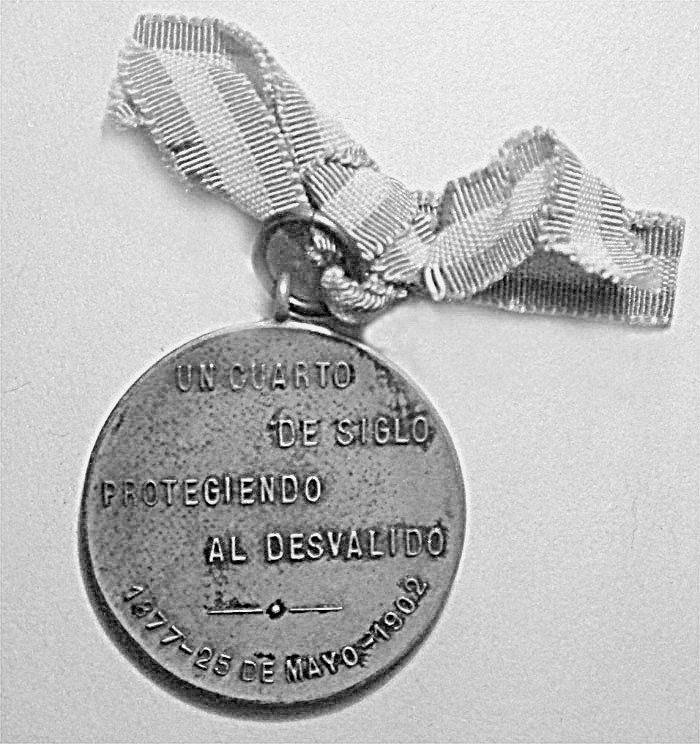 UN CUARTO
DE SIGLO
PROTEGIENDO
AL DESVALIDO
1877-25 DE MAYO-1902